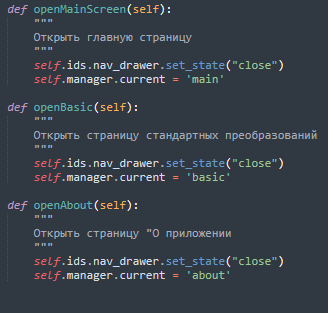 def openMainScreen(self):
"""
Открыть главную страницу
"""
self.ids.nav_drawer.set_state("close")
self.manager.current = 'main'
def openBasic(self):
"""
Открыть страницу стандартных преобразований
"""
self.ids.nav_drawer.set_state("close")
self.manager.current = 'basic'
def openAbout(self):
"""
Открыть страницу "О приложении
"""
self.ids.nav_drawer.set_state("close")
self.manager.current = 'about'